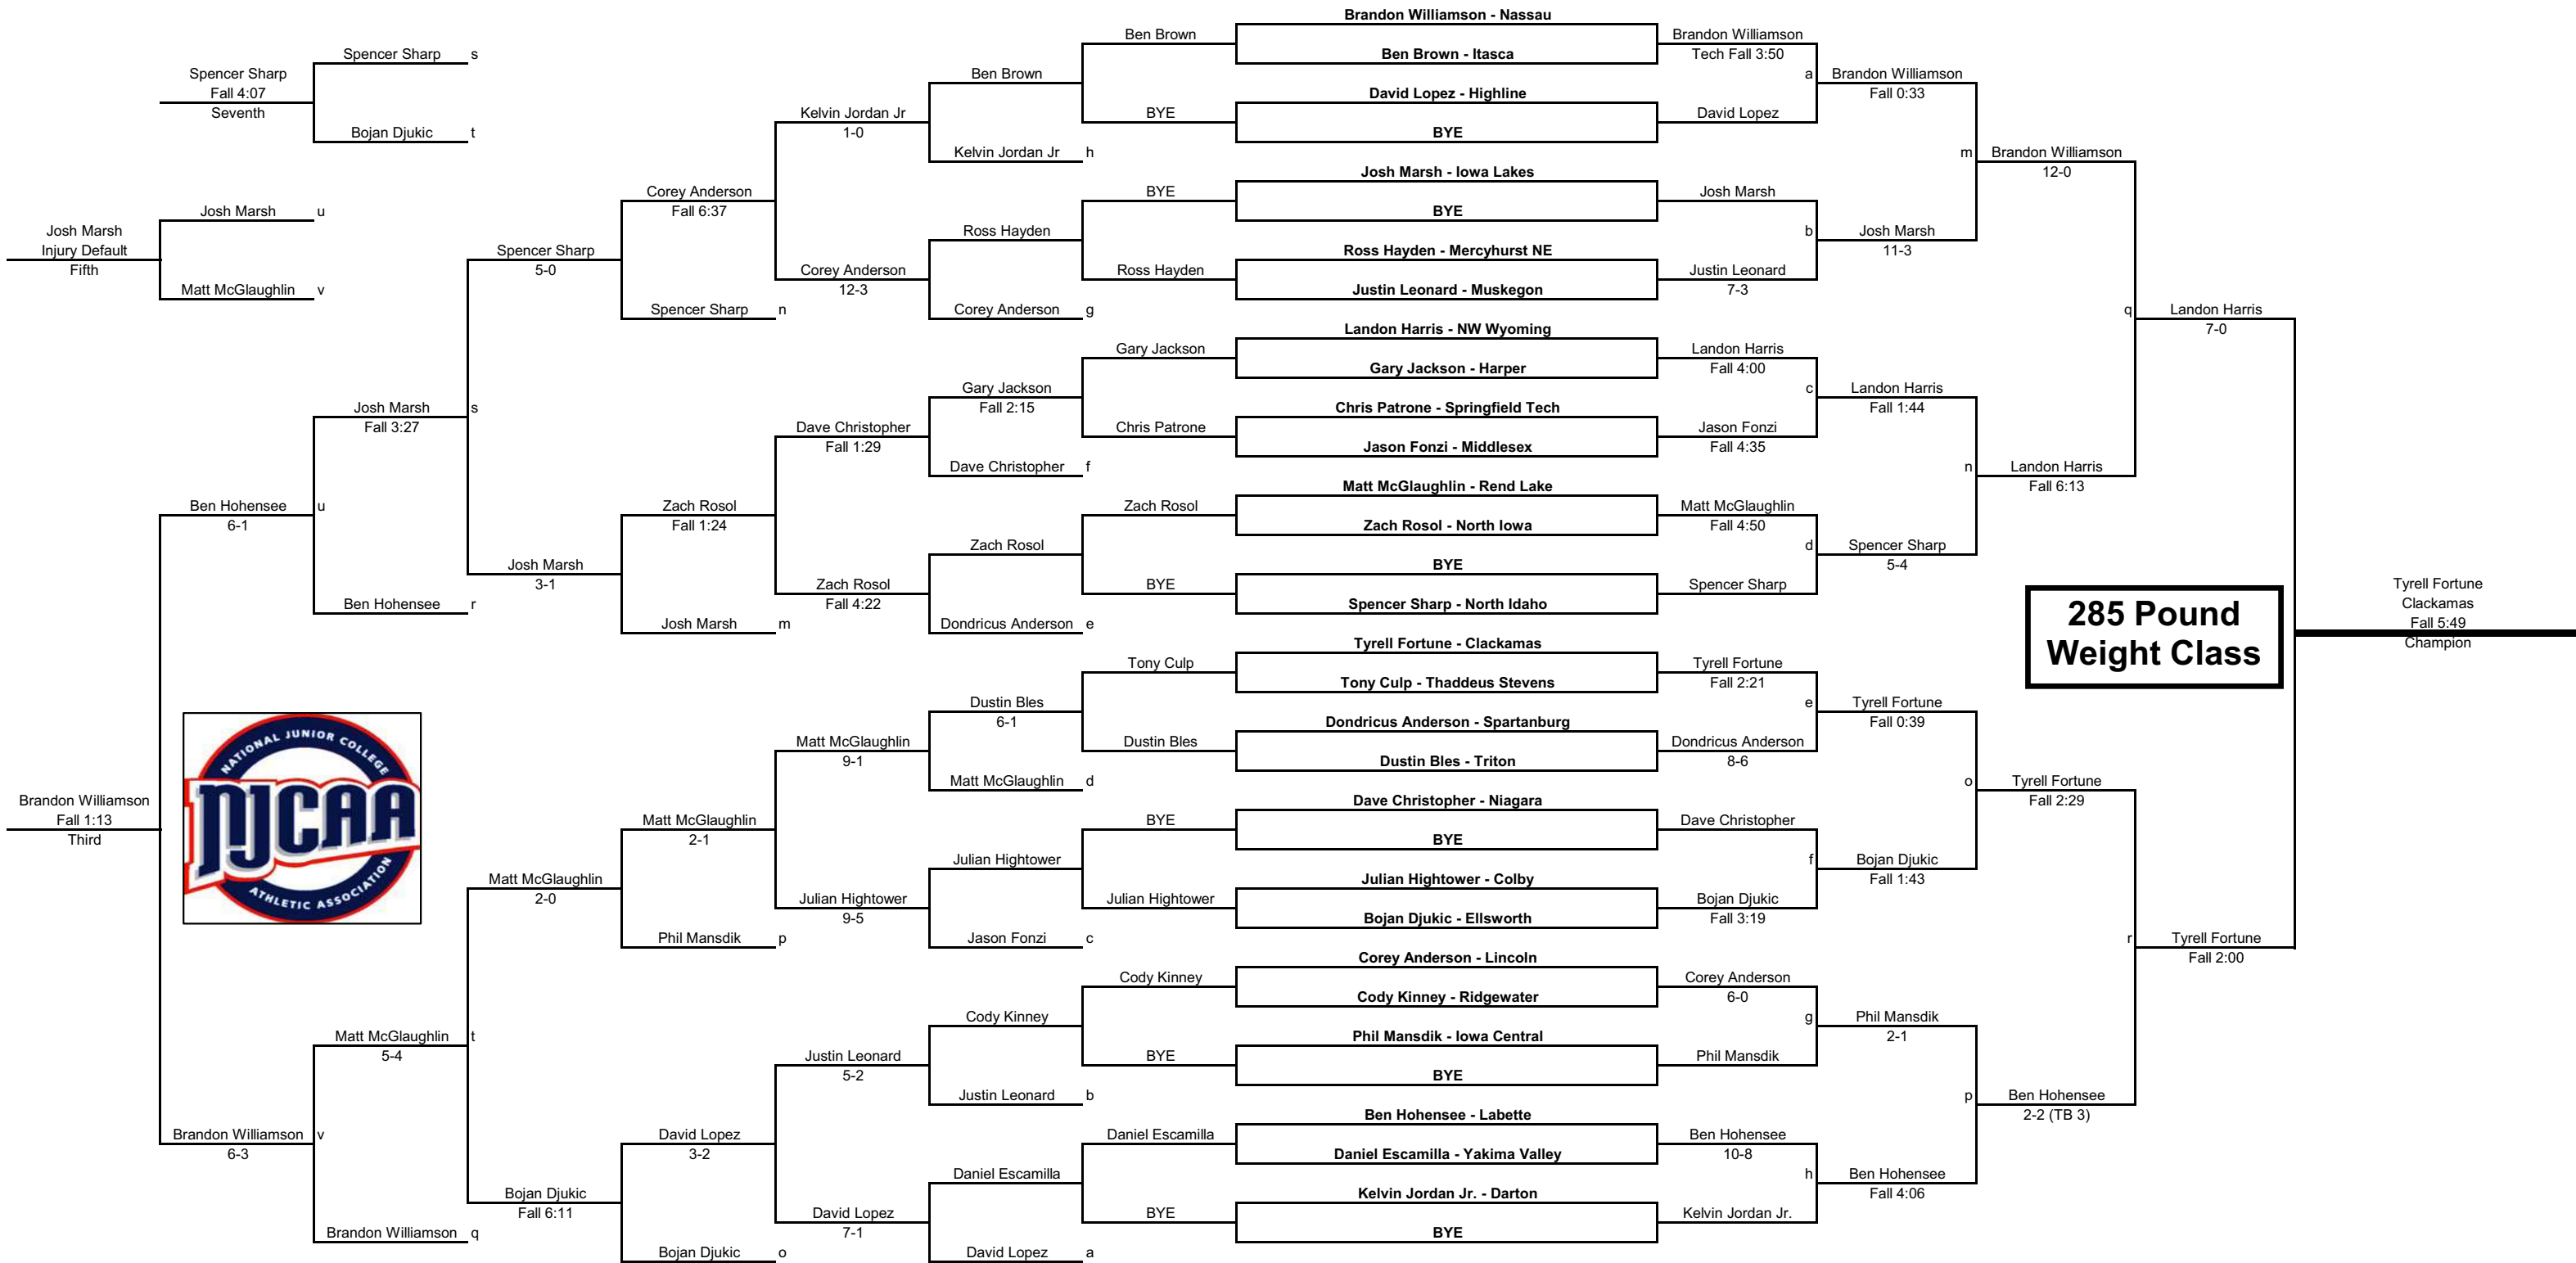 Brandon Williamson - Nassau
Ben Brown
Brandon Williamson
Spencer Sharp s
Ben Brown - Itasca
Tech Fall 3:50
Spencer Sharp
Ben Brown
a Brandon Williamson
Fall 4:07
David Lopez - Highline
Fall 0:33
Seventh
Kelvin Jordan Jr
BYE
David Lopez
Bojan Djukic t
1-0
BYE
Kelvin Jordan Jr h
m Brandon Williamson
Josh Marsh - Iowa Lakes
12-0
Corey Anderson
BYE
Josh Marsh
Josh Marsh u
Fall 6:37
BYE
Josh Marsh
Ross Hayden
b Josh Marsh
Injury Default
Spencer Sharp
Ross Hayden - Mercyhurst NE
11-3
Fifth
5-0
Corey Anderson
Ross Hayden
Justin Leonard
Matt McGlaughlin v
12-3
Justin Leonard - Muskegon
7-3
Spencer Sharp n
Corey Anderson g
q Landon Harris
Landon Harris - NW Wyoming
7-0
Gary Jackson
Landon Harris
Gary Jackson - Harper
Fall 4:00
Gary Jackson
c Landon Harris
Josh Marsh s
Fall 2:15
Chris Patrone - Springfield Tech
Fall 1:44
Fall 3:27
Dave Christopher
Chris Patrone
Jason Fonzi
Fall 1:29
Jason Fonzi - Middlesex
Fall 4:35
Dave Christopher f
n Landon Harris
Matt McGlaughlin - Rend Lake
Fall 6:13
Ben Hohensee u
Zach Rosol
Zach Rosol
Matt McGlaughlin
6-1
Fall 1:24
Zach Rosol - North Iowa
Fall 4:50
Zach Rosol
d Spencer Sharp
Josh Marsh
BYE
5-4
3-1
Zach Rosol
BYE
Spencer Sharp
Tyrell Fortune
Ben Hohensee r
Fall 4:22
Spencer Sharp - North Idaho
285 Pound
Clackamas
Josh Marsh m
Dondricus Anderson e
Fall 5:49
Tyrell Fortune - Clackamas
Weight Class
Champion
Tony Culp
Tyrell Fortune
Tony Culp - Thaddeus Stevens
Fall 2:21
Dustin Bles
e Tyrell Fortune
6-1
Dondricus Anderson - Spartanburg
Fall 0:39
NATIONAL JUNIOR COLLEGE
Matt McGlaughlin
Dustin Bles
Dondricus Anderson
9-1
Dustin Bles - Triton
8-6
Matt McGlaughlin d
o Tyrell Fortune
Brandon Williamson
NJCAA
Dave Christopher - Niagara
Fall 2:29
Fall 1:13
Matt McGlaughlin
BYE
Dave Christopher
Third
2-1
BYE
Julian Hightower
f Bojan Djukic
ATHLETIC ASSOCIATION
Matt McGlaughlin
Julian Hightower - Colby
Fall 1:43
2-0
Julian Hightower
Julian Hightower
Bojan Djukic
9-5
Bojan Djukic - Ellsworth
Fall 3:19
Phil Mansdik p
Jason Fonzi c
r Tyrell Fortune
Corey Anderson - Lincoln
Fall 2:00
Cody Kinney
Corey Anderson
Cody Kinney - Ridgewater
6-0
Cody Kinney
g Phil Mansdik
Matt McGlaughlin t
Phil Mansdik - Iowa Central
2-1
5-4
Justin Leonard
BYE
Phil Mansdik
5-2
BYE
Justin Leonard b
p Ben Hohensee
Ben Hohensee - Labette
2-2 (TB 3)
Brandon Williamson v
David Lopez
Daniel Escamilla
Ben Hohensee
6-3
3-2
Daniel Escamilla - Yakima Valley
10-8
Daniel Escamilla
h Ben Hohensee
Bojan Djukic
Kelvin Jordan Jr. - Darton
Fall 4:06
Fall 6:11
David Lopez
BYE
Kelvin Jordan Jr.
Brandon Williamson q
7-1
BYE
Bojan Djukic o
David Lopez a